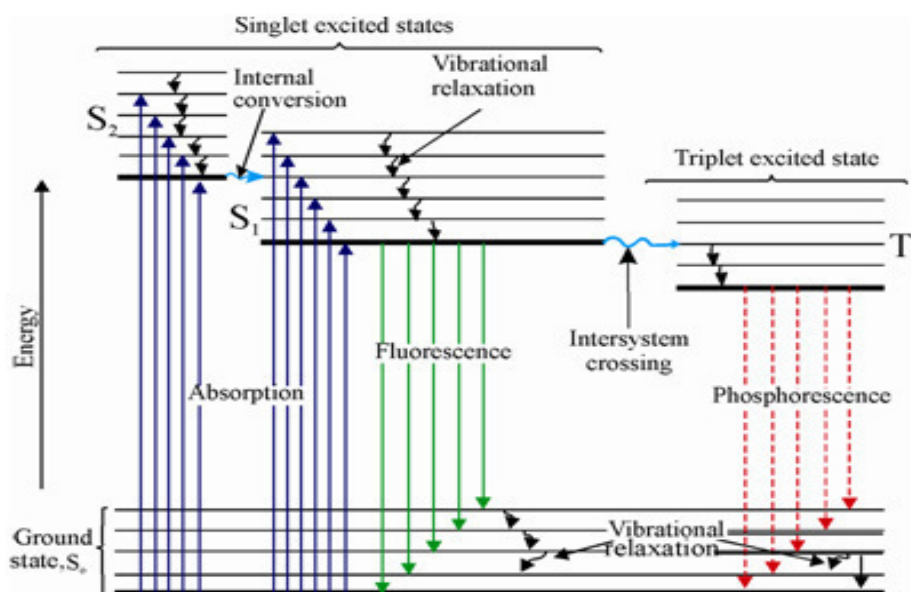 Singlet excited states
Internal
conversion
Vibrational
relaxation
S₂
Triplet excited state
S₁
T
Energy
Fluorescence
Intersystem
crossing
Absorption
Phosphorescence
Ground
state, Sₒ
Vibrational
relaxation